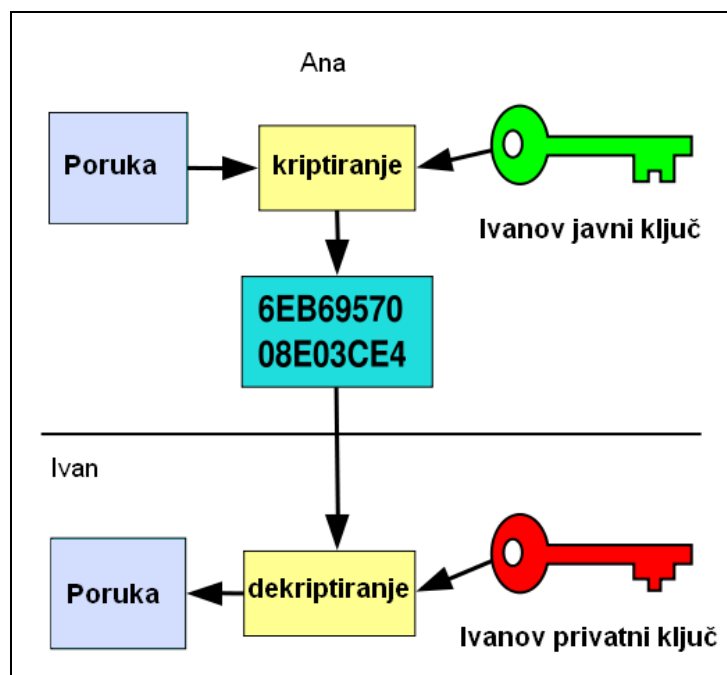 Ana
Poruka
kriptiranje
Ivanov javni ključ
6EB69570
08E03CE4
Ivan
Poruka
dekriptiranje
Ivanov privatni ključ